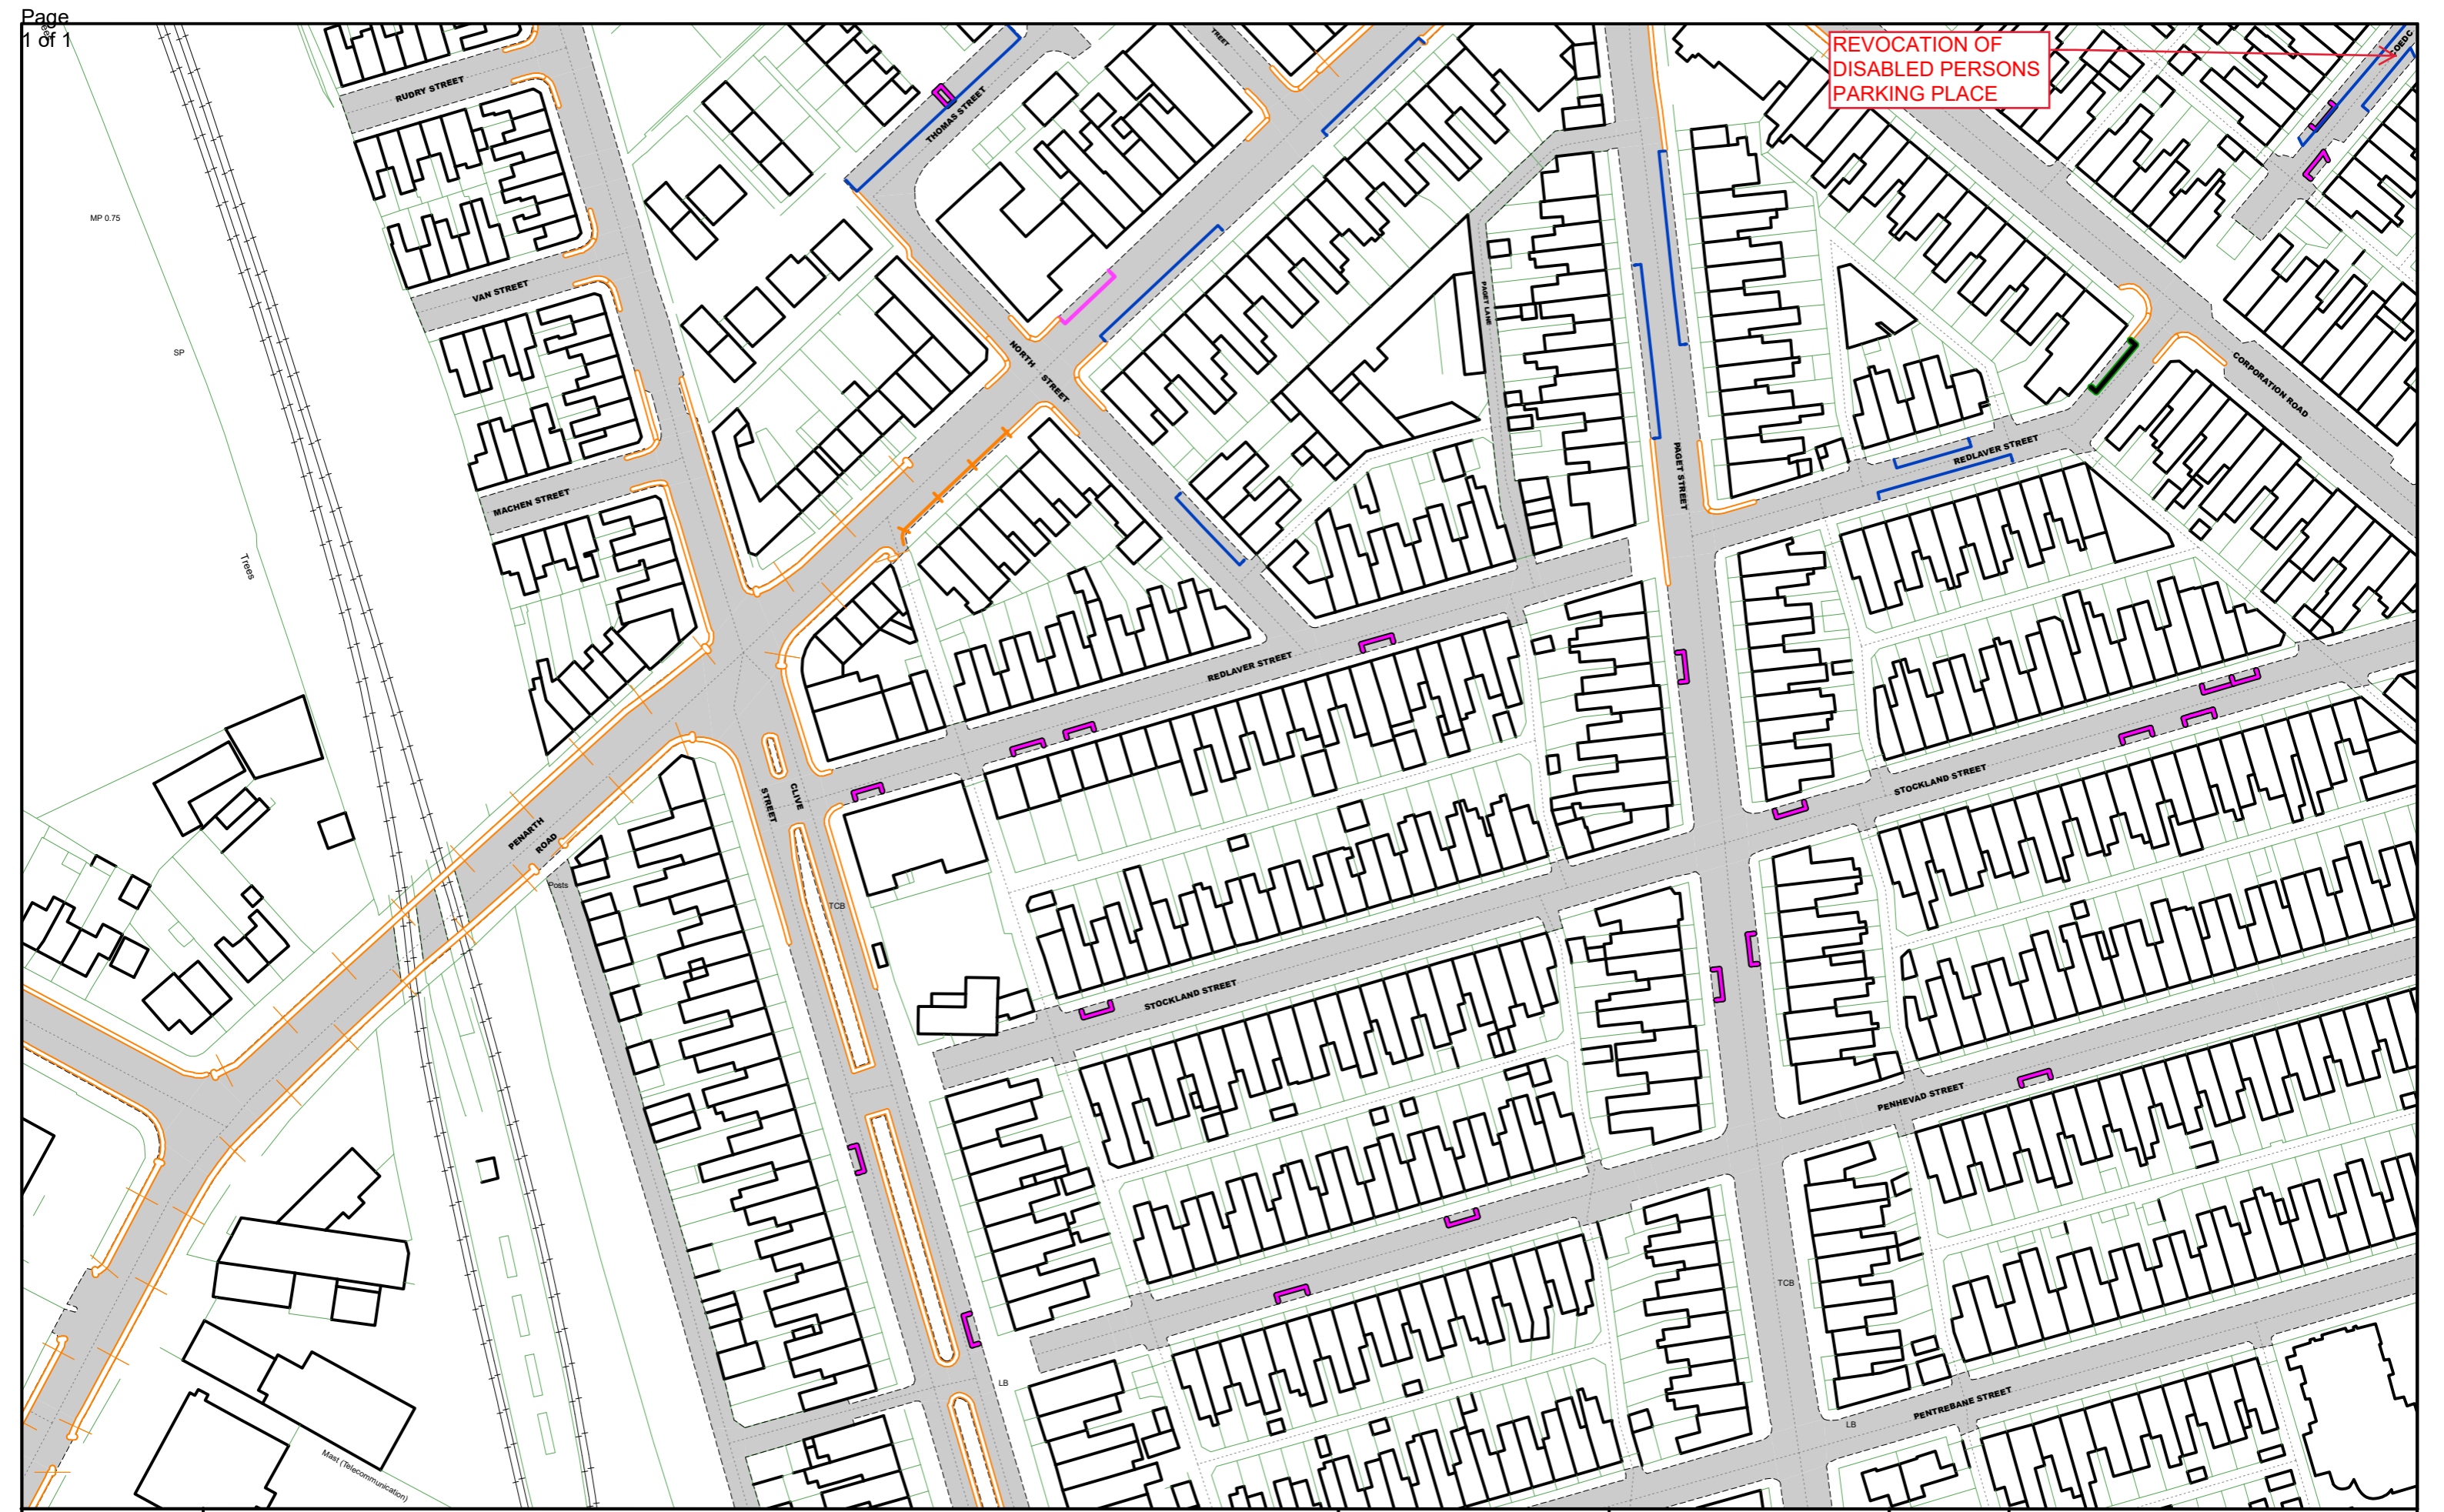 Page
1 of 1
REVOCATION OF
DISABLED PERSONS
PARKING PLACE
RUDRY STREET
THOMAS STREET
MP 0.75
VAN STREET
PAGET LANE
SP
NORTH STREET
CORPORATION ROAD
REDLAVER STREET
PAGET STREET
MACHEN STREET
Trees
REDLAVER STREET
STOCKLAND STREET
CLIVE
STREET
PENARTH
ROAD
Posts
TCB
STOCKLAND STREET
PENHEVAD STREET
TCB
LB
PENTREBANE STREET
LB
Mast (Telecommunication)